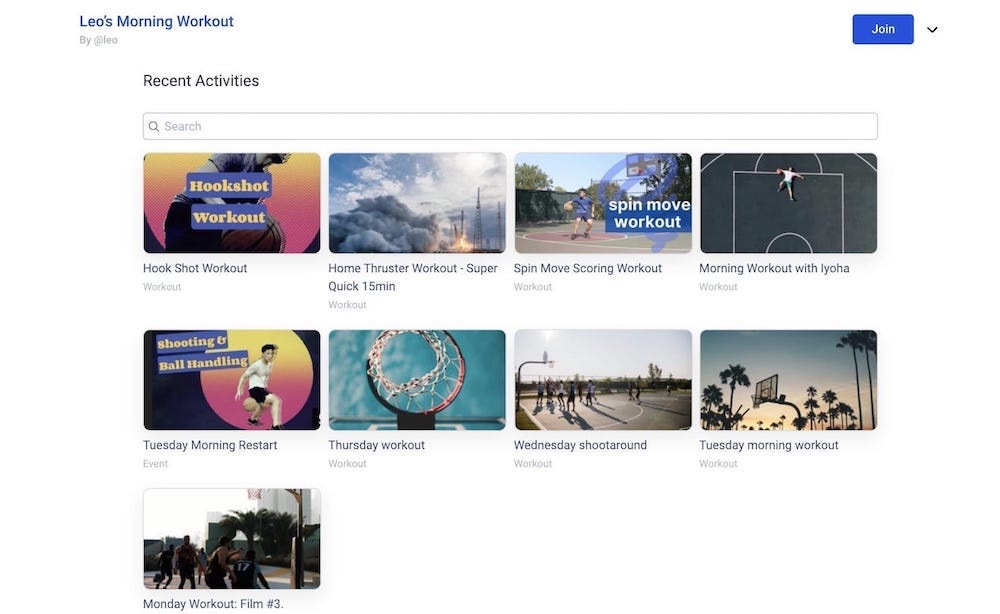 Leo's Morning Workout
By @leo
Join
Recent Activities
Search
Hookshot
Workout
spin move
workout
Hook Shot Workout
Workout
Home Thruster Workout - Super
Quick 15min
Workout
Spin Move Scoring Workout
Workout
Morning Workout with Iyoha
Workout
Shooting &
Ball Handling
Tuesday Morning Restart
Event
Thursday workout
Workout
Wednesday shootaround
Workout
Tuesday morning workout
Workout
17
Monday Workout: Film #3.